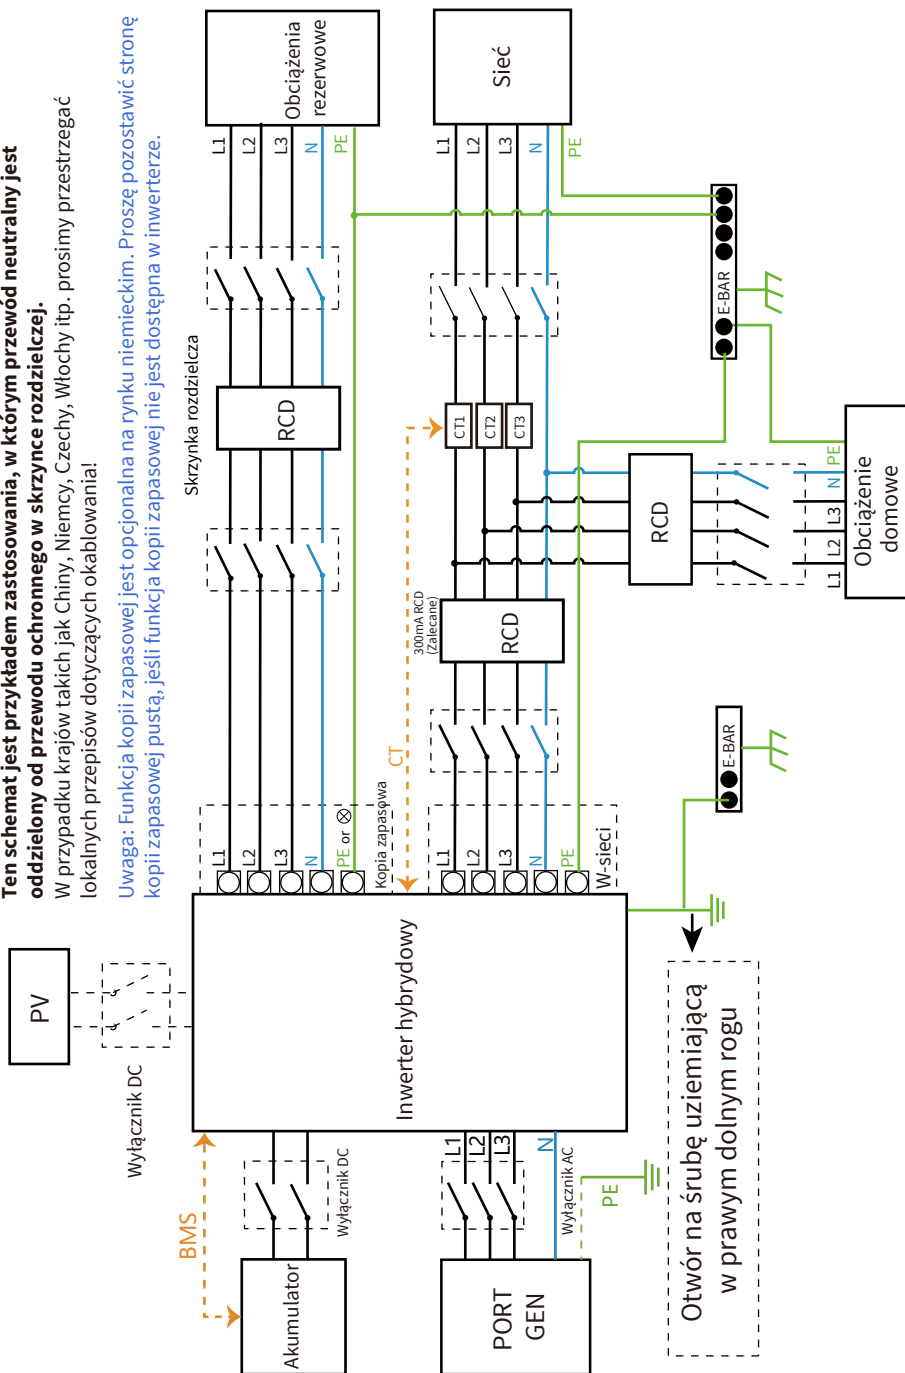 Ten schemat jest przykładem zastosowania, w którym przewód neutralny jest
oddzielony od przewodu ochronnego w skrzynce rozdzielczej.
W przypadku krajów takich jak Chiny, Niemcy, Czechy, Włochy itp. prosimy przestrzegać
lokalnych przepisów dotyczących okablowania!
Uwaga: Funkcja kopii zapasowej jest opcjonalna na rynku niemieckim. Proszę pozostawić stronę
kopii zapasowej pustą, jeśli funkcja kopii zapasowej nie jest dostępna w inwerterze.
PV
Wyłącznik DC
Skrzynka rozdzielcza
L1
L2
L3
N
PE or ⊗
Kopia zapasowa
RCD
L1
L2
L3
N
PE
Obciążenia
rezerwowe
BMS
Akumulator
Wyłącznik DC
Inwerter hybrydowy
CT
L1
L2
L3
N
PE
W-sieci
300mA RCD
(Zalecane)
RCD
CT1
CT2
CT3
L1
L2
L3
N
PE
Sieć
PORT
GEN
L1
L2
L3
N
Wyłącznik AC
PE
RCD
E-BAR
E-BAR
L1
L2
L3
N
PE
Obciążenie
domowe
Otwór na śrubę uziemiającą
w prawym dolnym rogu